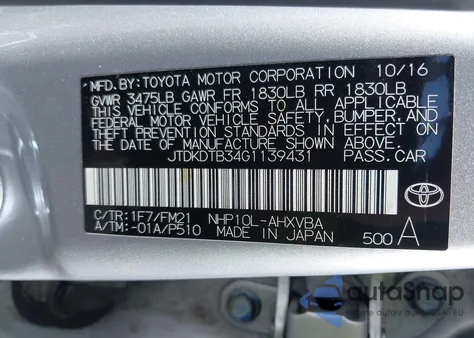 MFD. BY: TOYOTA MOTOR CORPORATION 10/16
GVWR 3475LB GAWR FR 1830LB RR 1830LB
THIS VEHICLE CONFORMS TO ALL APPLICABLE
FEDERAL MOTOR VEHICLE SAFETY, BUMPER, AND
THEFT PREVENTION STANDARDS IN EFFECT ON
THE DATE OF MANUFACTURE SHOWN ABOVE.
JTDKDTB34G1139431 PASS. CAR
C/TR: 1F7/FM21 NHP10L-AHXVBA
A/TM: -01A/P510 MADE IN JAPAN 500 A
TOYOTA
autoSnap